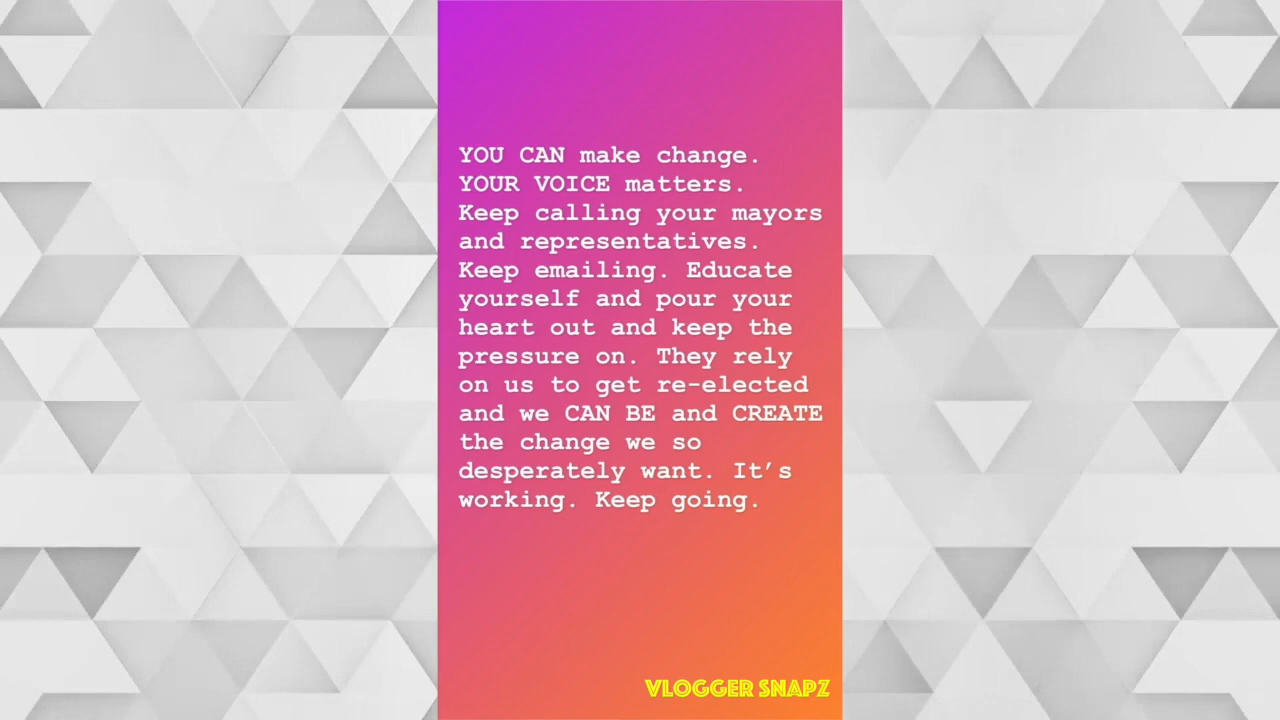 YOU CAN make change.
YOUR VOICE matters.
Keep calling your mayors
and representatives.
Keep emailing. Educate
yourself and pour your
heart out and keep the
pressure on. They rely
on us to get re-elected
and we CAN BE and CREATE
the change we so
desperately want. It’s
working. Keep going.
VLOGGER SNAPZ